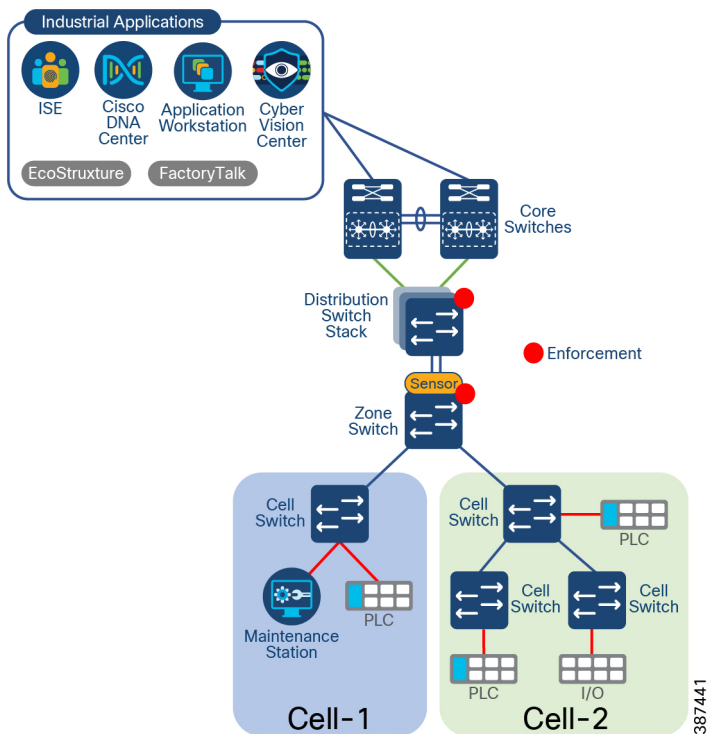 Industrial Applications
ISE
Cisco
DNA
Center
Application
Workstation
Cyber
Vision
Center
EcoStruxture
FactoryTalk
Core
Switches
Distribution
Switch
Stack
Enforcement
Sensor
Zone
Switch
Cell
Switch
Cell
Switch
PLC
Maintenance
Station
PLC
Cell
Switch
Cell
Switch
PLC
I/O
Cell-1
Cell-2
387441